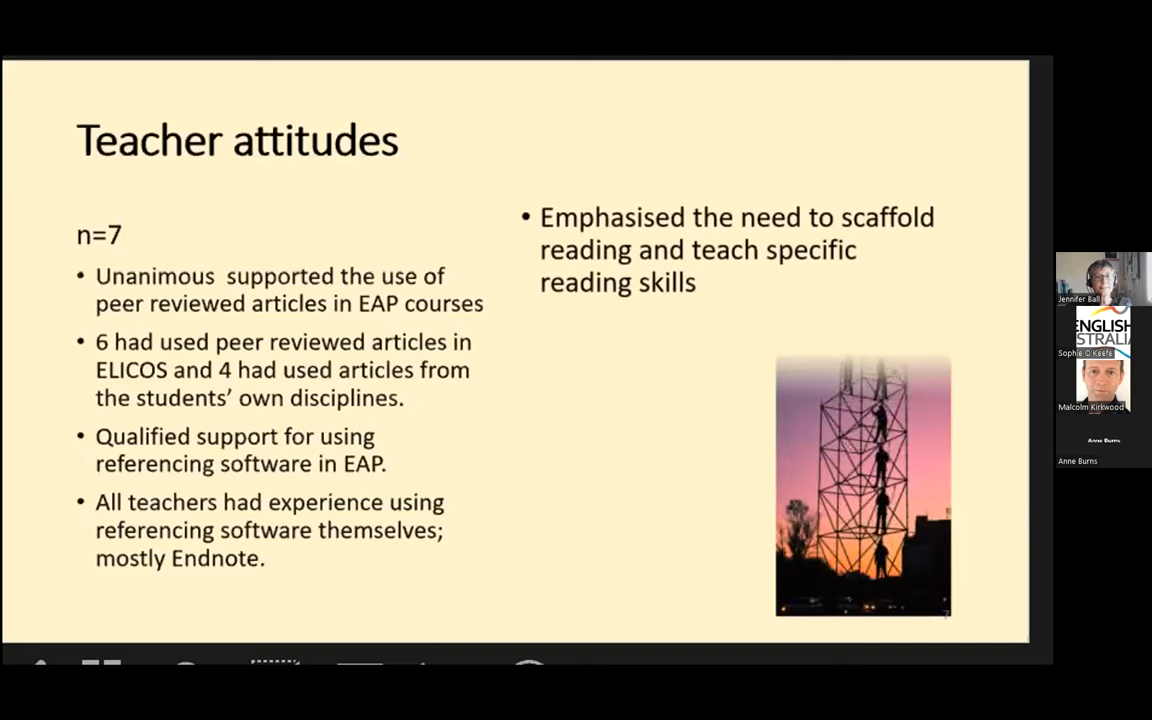 Teacher attitudes
n=7
• Unanimous  supported the use of
peer reviewed articles in EAP courses
• 6 had used peer reviewed articles in
ELICOS and 4 had used articles from
the students’ own disciplines.
• Qualified support for using
referencing software in EAP.
• All teachers had experience using
referencing software themselves;
mostly Endnote.
• Emphasised the need to scaffold
reading and teach specific
reading skills
7
Jennifer Ball
ENGLISH
STRALIA
Sophie O Keefe
Malcolm Kirkwood
Anne Burns
Anne Burns